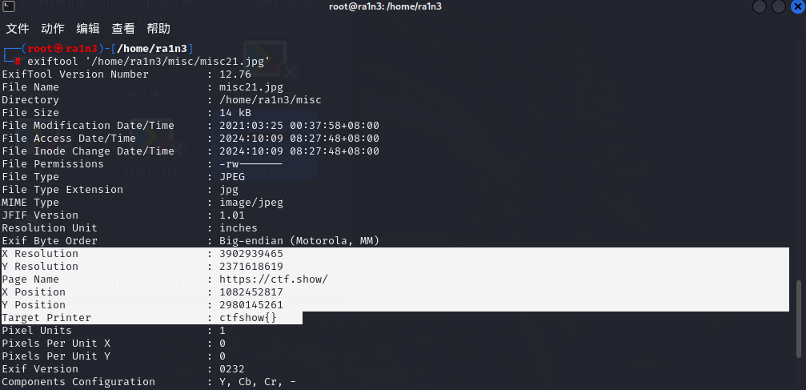 root@ra1n3: /home/ra1n3
文件 动作 编辑 查看 帮助
┌──(root㉿ra1n3)-[/home/ra1n3]
└─# exiftool '/home/ra1n3/misc/misc21.jpg'
ExifTool Version Number : 12.76
File Name : misc21.jpg
Directory : /home/ra1n3/misc
File Size : 14 kB
File Modification Date/Time : 2021:03:25 00:37:58+08:00
File Access Date/Time : 2024:10:09 08:27:48+08:00
File Inode Change Date/Time : 2024:10:09 08:27:48+08:00
File Permissions : -rw-------
File Type : JPEG
File Type Extension : jpg
MIME Type : image/jpeg
JFIF Version : 1.01
Resolution Unit : inches
Exif Byte Order : Big-endian (Motorola, MM)
X Resolution : 3902939465
Y Resolution : 2371618619
Page Name : https://ctf.show/
X Position : 1082452817
Y Position : 2980145261
Target Printer : ctfshow{}
Pixel Units : 1
Pixels Per Unit X : 0
Pixels Per Unit Y : 0
Exif Version : 0232
Components Configuration : Y, Cb, Cr, -